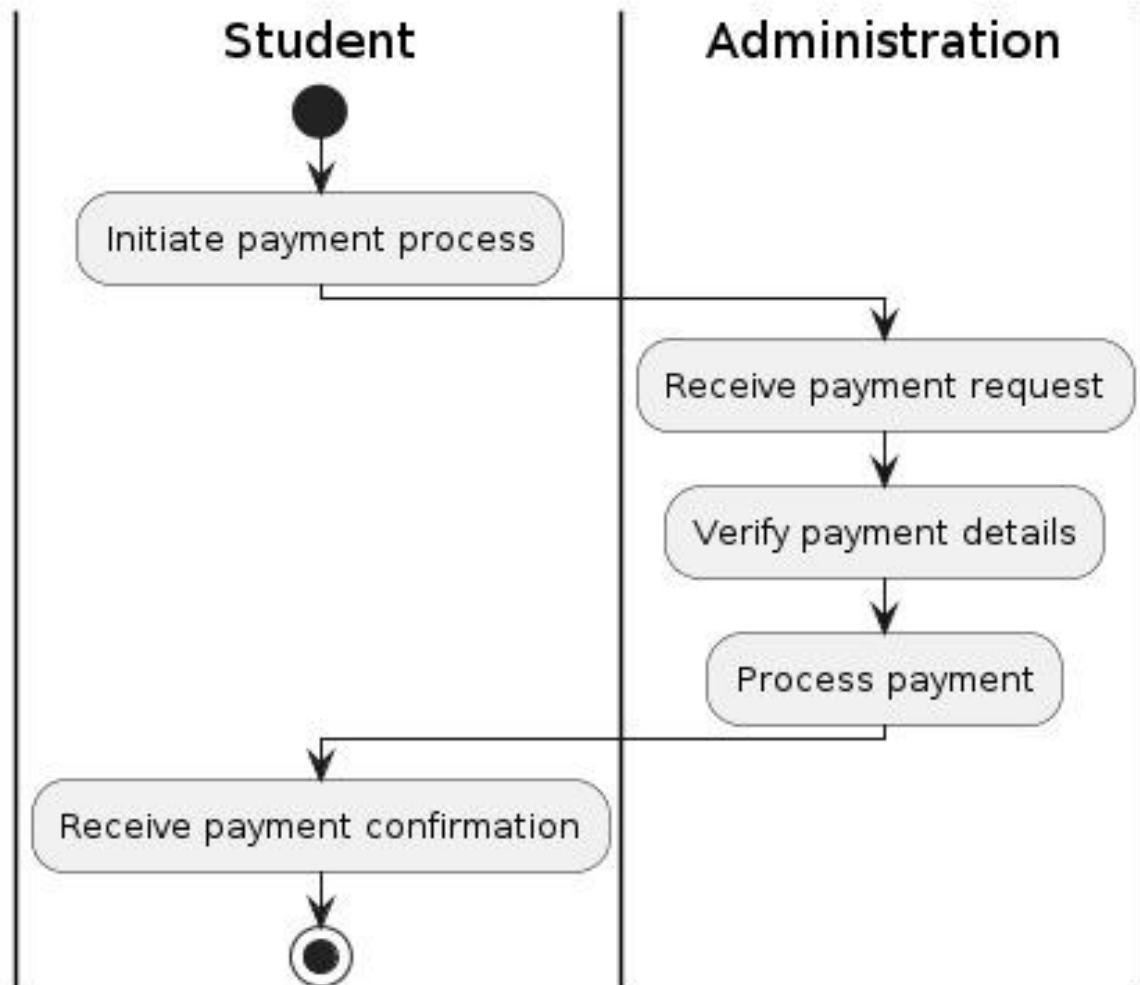 Student
Administration
Initiate payment process
Receive payment request
Verify payment details
Process payment
Receive payment confirmation